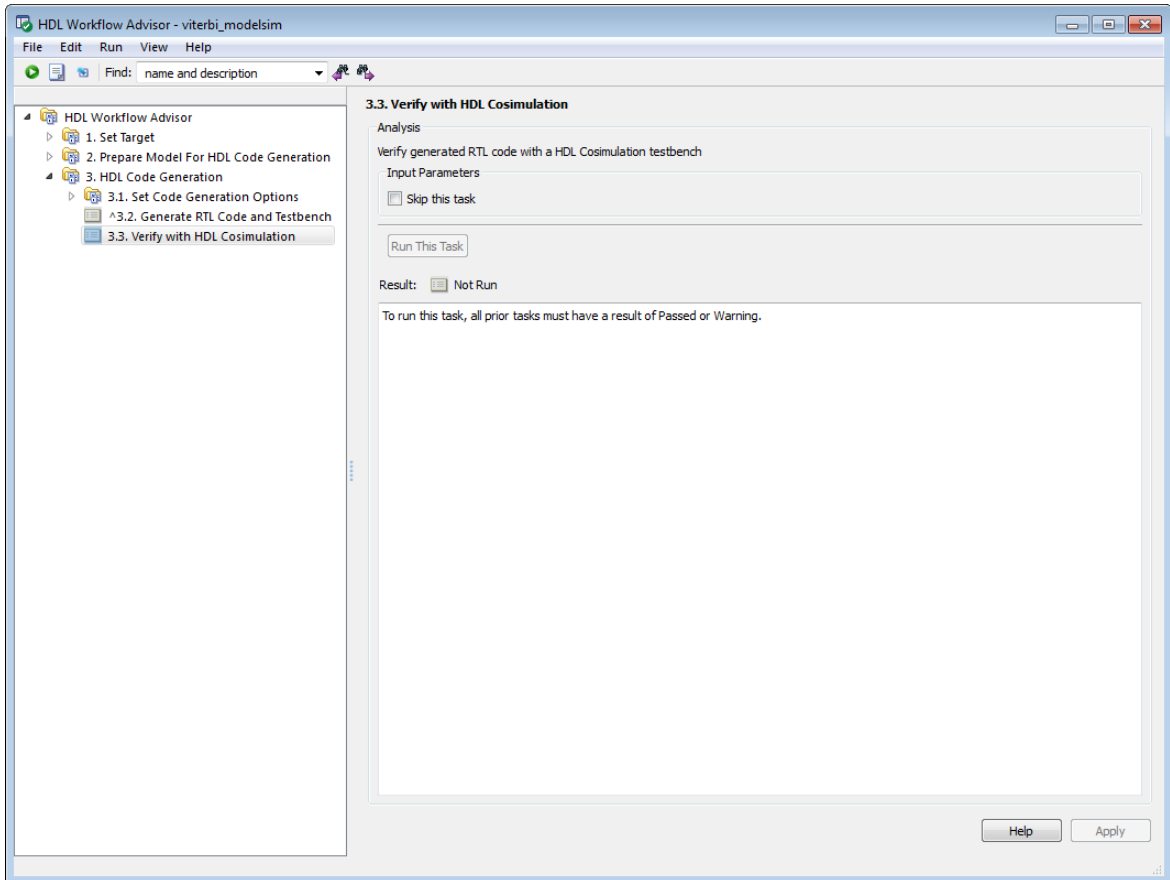 HDL Workflow Advisor - viterbi_modelsim
File Edit Run View Help
Find: name and description
HDL Workflow Advisor
1. Set Target
2. Prepare Model For HDL Code Generation
3. HDL Code Generation
3.1. Set Code Generation Options
^3.2. Generate RTL Code and Testbench
3.3. Verify with HDL Cosimulation
3.3. Verify with HDL Cosimulation
Analysis
Verify generated RTL code with a HDL Cosimulation testbench
Input Parameters
Skip this task
Run This Task
Result: Not Run
To run this task, all prior tasks must have a result of Passed or Warning.
Help Apply